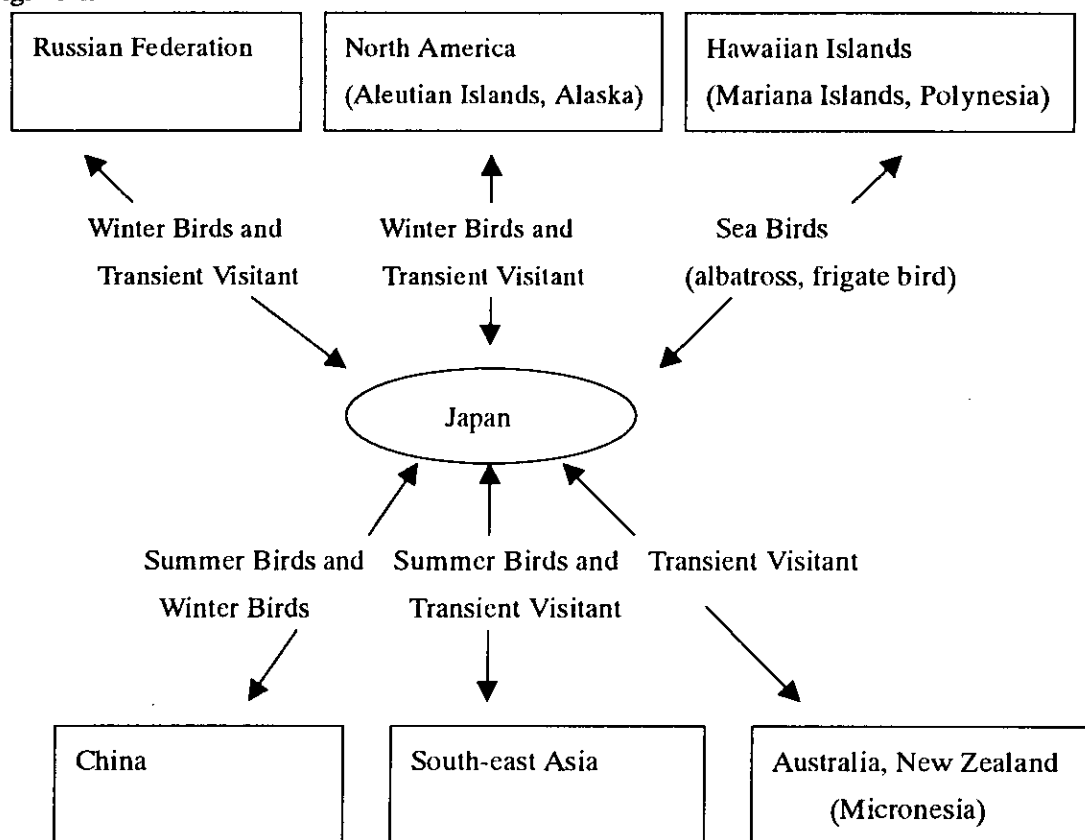 Russian Federation
North America
(Aleutian Islands, Alaska)
Hawaiian Islands
(Mariana Islands, Polynesia)
Winter Birds and
Transient Visitant
Winter Birds and
Transient Visitant
Sea Birds
(albatross, frigate bird)
Japan
Summer Birds and
Winter Birds
Summer Birds and
Transient Visitant
Transient Visitant
China
South-east Asia
Australia, New Zealand
(Micronesia)